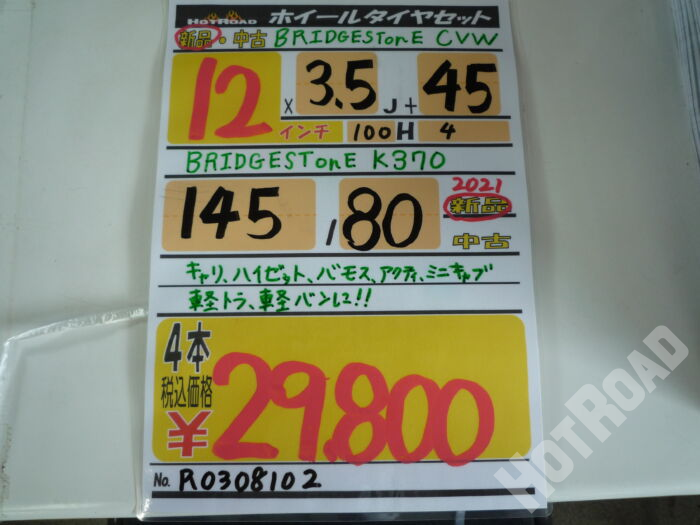 HOTROAD ホイールタイヤセット
新品・中古 BRIDGESTONE CVW
12 × 3.5 J + 45
インチ 100 H 4
BRIDGESTONE K370
2021
145 / 80 新品
中古
キャリ、ハイゼット、バモス、アクティ、ミニキャブ
軽トラ、軽バンに!!
4本
税込価格
¥29,800
No. R0308102
HOTROAD